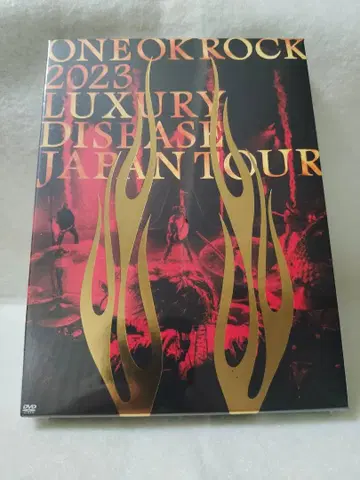 ONE OK ROCK
2023
LUXURY
DISEASE
JAPAN TOUR
DVD